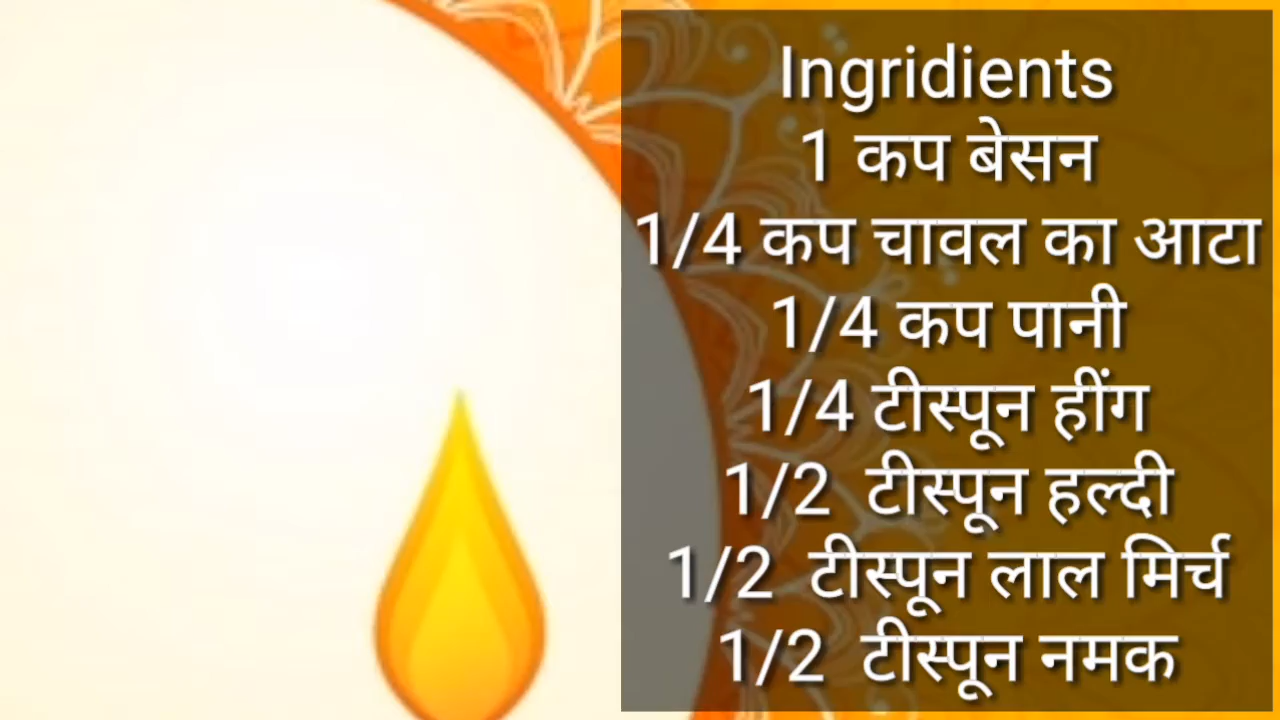 Ingridients
1 कप बेसन
1/4 कप चावल का आटा
1/4 कप पानी
1/4 टीस्पून हींग
1/2 टीस्पून हल्दी
1/2 टीस्पून लाल मिर्च
1/2 टीस्पून नमक